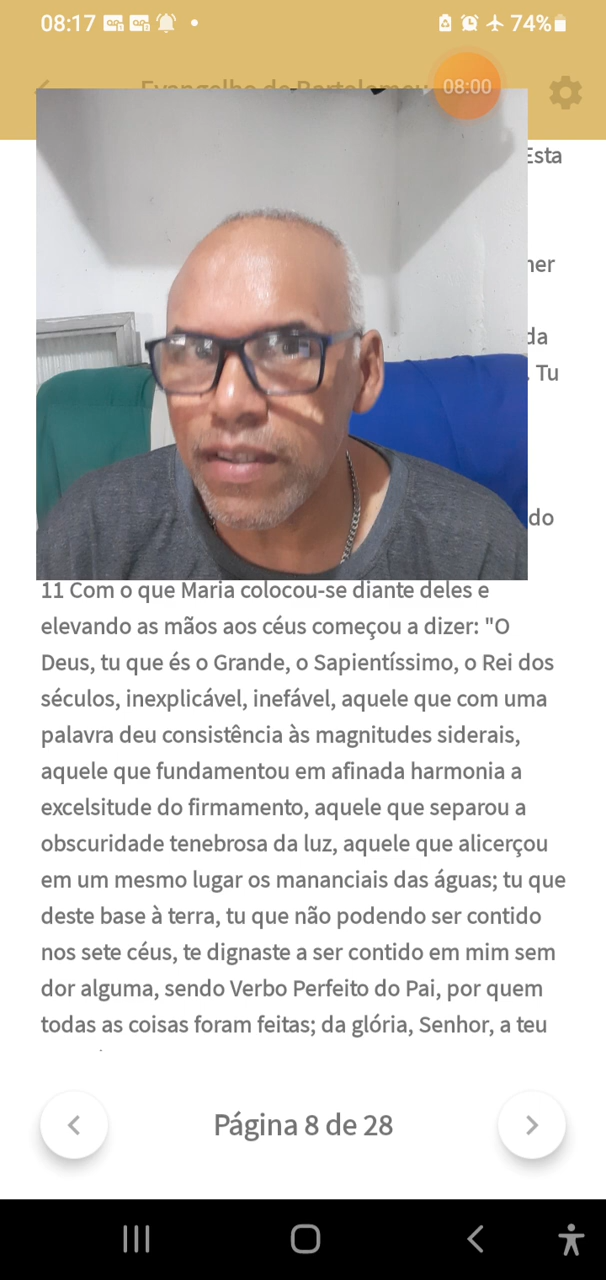 08:17
74%
Evangelho de Bartolomeu
08:00
Esta
da
. Tu
do
11 Com o que Maria colocou-se diante deles e
elevando as mãos aos céus começou a dizer: "O
Deus, tu que és o Grande, o Sapientíssimo, o Rei dos
séculos, inexplicável, inefável, aquele que com uma
palavra deu consistência às magnitudes siderais,
aquele que fundamentou em afinada harmonia a
excelsitude do firmamento, aquele que separou a
obscuridade tenebrosa da luz, aquele que alicerçou
em um mesmo lugar os mananciais das águas; tu que
deste base à terra, tu que não podendo ser contido
nos sete céus, te dignaste a ser contido em mim sem
dor alguma, sendo Verbo Perfeito do Pai, por quem
todas as coisas foram feitas; da glória, Senhor, a teu
Página 8 de 28